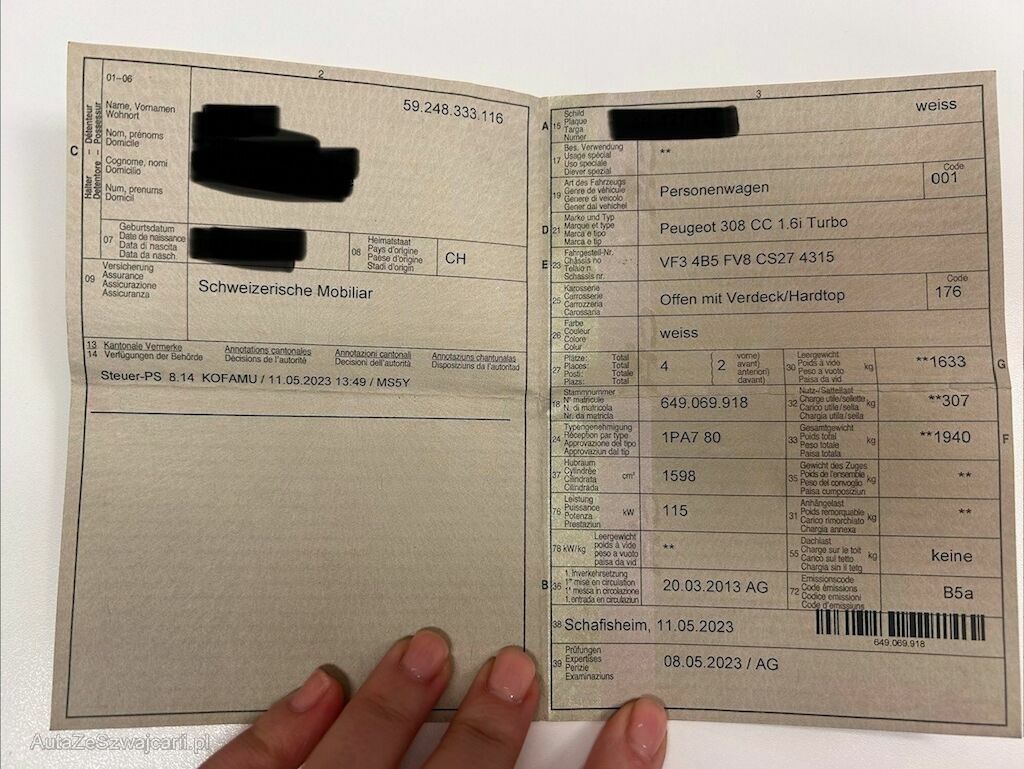 2
01–06
59.248.333.116
Name, Vornamen
Wohnort
Nom, prénoms
Domicile
Cognome, nomi
Domicilio
Num, prenums
Domicil
C
Halter – Détenteur
Detentore – Possessur
07
Geburtsdatum
Date de naissance
Data di nascita
Data da nasch.
08
Heimatstaat
Pays d'origine
Paese d'origine
Stadi d'origin
CH
09
Versicherung
Assurance
Assicurazione
Assicuranza
Schweizerische Mobiliar
13 Kantonale Vermerke
14 Verfügungen der Behörde
Annotations cantonales
Décisions de l'autorité
Annotazioni cantonali
Decisioni dell'autorità
Annotaziuns chantunalas
Disposiziuns da l'autoritad
Steuer-PS 8.14 KOFAMU / 11.05.2023 13:49 / MS5Y
3
A
15
Schild
Plaque
Targa
Numer
weiss
17
Bes. Verwendung
Usage spécial
Uso speciale
Diever spezial
**
19
Art des Fahrzeugs
Genre de véhicule
Genere di veicolo
Gener dal vehichel
Personenwagen
Code
001
D
21
Marke und Typ
Marque et type
Marca e tipo
Marca e tip
Peugeot 308 CC 1.6i Turbo
E
23
Fahrgestell-Nr.
Châssis no
Telaio n.
Schassis nr.
VF3 4B5 FV8 CS27 4315
25
Karosserie
Carrosserie
Carrozzeria
Carossaria
Offen mit Verdeck/Hardtop
Code
176
26
Farbe
Couleur
Colore
Colur
weiss
27
Plätze: Total
Places: Total
Posti: Totale
Plazs: Total
4
2
vorne)
avant)
anteriori)
davant)
30
Leergewicht
Poids à vide
Peso a vuoto
Paisa da vid
kg
**1633
G
18
Stammnummer
N° matricule
N. di matricola
Nr. da matricla
649.069.918
32
Nutz-/Sattellast
Charge utile/sellette
Carico utile/sella
Chargia utila/sella
kg
**307
24
Typengenehmigung
Réception par type
Approvazione del tipo
Approvaziun dal tip
1PA7 80
33
Gesamtgewicht
Poids total
Peso totale
Paisa totala
kg
**1940
F
37
Hubraum
Cylindrée
Cilindrata
Cilindrada
cm³
1598
35
Gewicht des Zuges
Poids de l'ensemble
Peso del convoglio
Paisa cumposiziun
kg
**
76
Leistung
Puissance
Potenza
Prestaziun
kW
115
31
Anhängelast
Poids remorquable
Carico rimorchiato
Chargia annexa
kg
**
78 kW/kg
Leergewicht
poids à vide
peso a vuoto
paisa da vid
**
55
Dachlast
Charge sur le toit
Carico sul tetto
Chargia sin il tetg
kg
keine
B
36
1. Inverkehrsetzung
1re mise en circulation
1a messa in circolazione
1. entrada en circulaziun
20.03.2013 AG
72
Emissionscode
Code émissions
Codice emissioni
Code d'emissiuns
B5a
38
Schafisheim, 11.05.2023
649.069.918
39
Prüfungen
Expertises
Perizie
Examinaziuns
08.05.2023 / AG
AutaZeSzwajcarii.pl